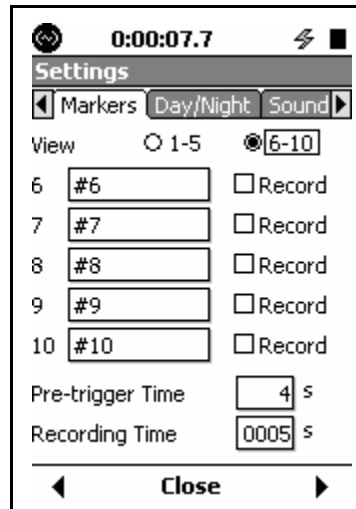 0:00:07.7
Settings
Markers Day/Night Sound
View 1-5 6-10
6 #6 Record
7 #7 Record
8 #8 Record
9 #9 Record
10 #10 Record
Pre-trigger Time 4 s
Recording Time 0005 s
Close